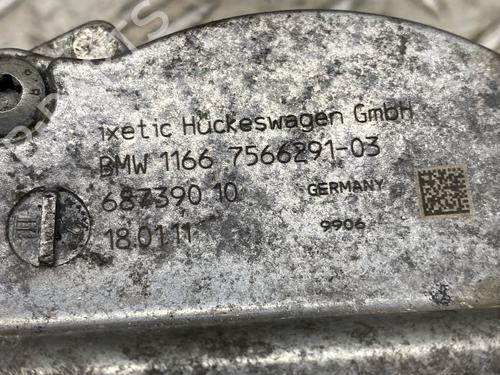 ixetic Hückeswagen GmbH
BMW 1166 7566291-03
687390 10
GERMANY
18.01.11
9906